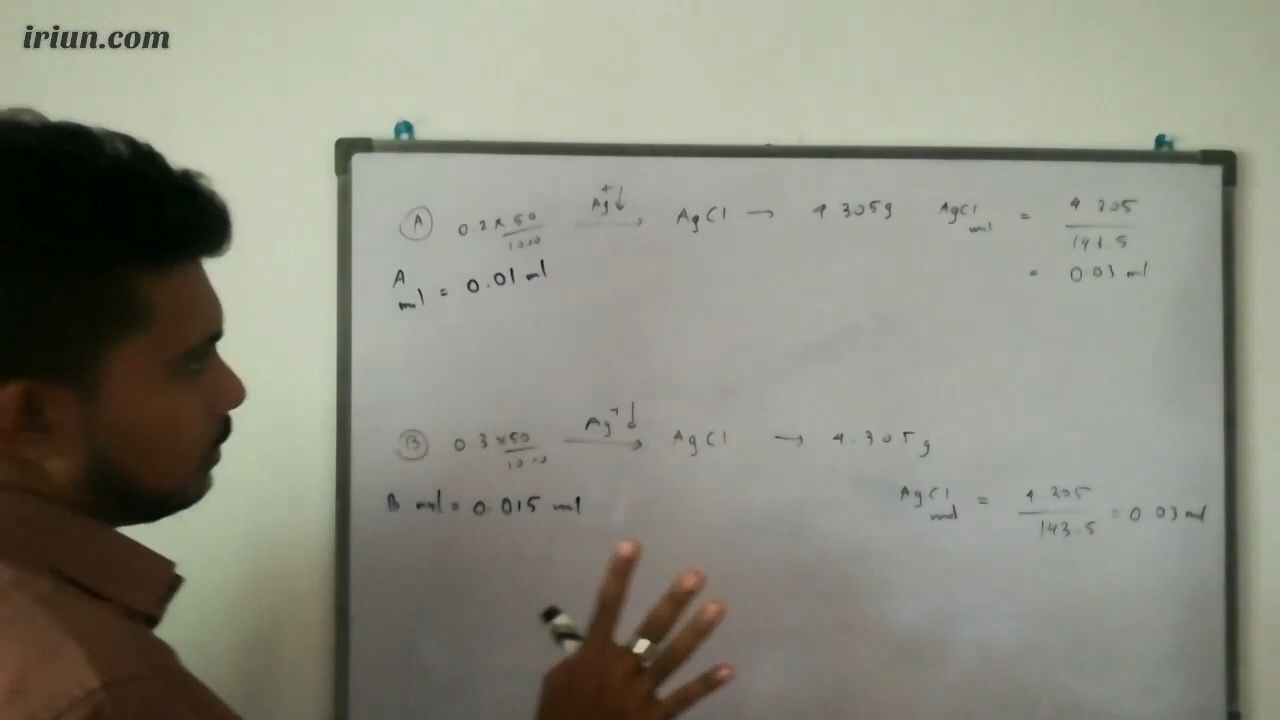 iriun.com
A 0.2 × 50/1000 Ag+↓ → AgCl → 4.305g AgCl mol = 4.305/143.5
A mol = 0.01 mol = 0.03 mol
B 0.3 × 50/1000 Ag+↓ → AgCl → 4.305g
B mol = 0.015 mol AgCl mol = 4.305/143.5 = 0.03 mol